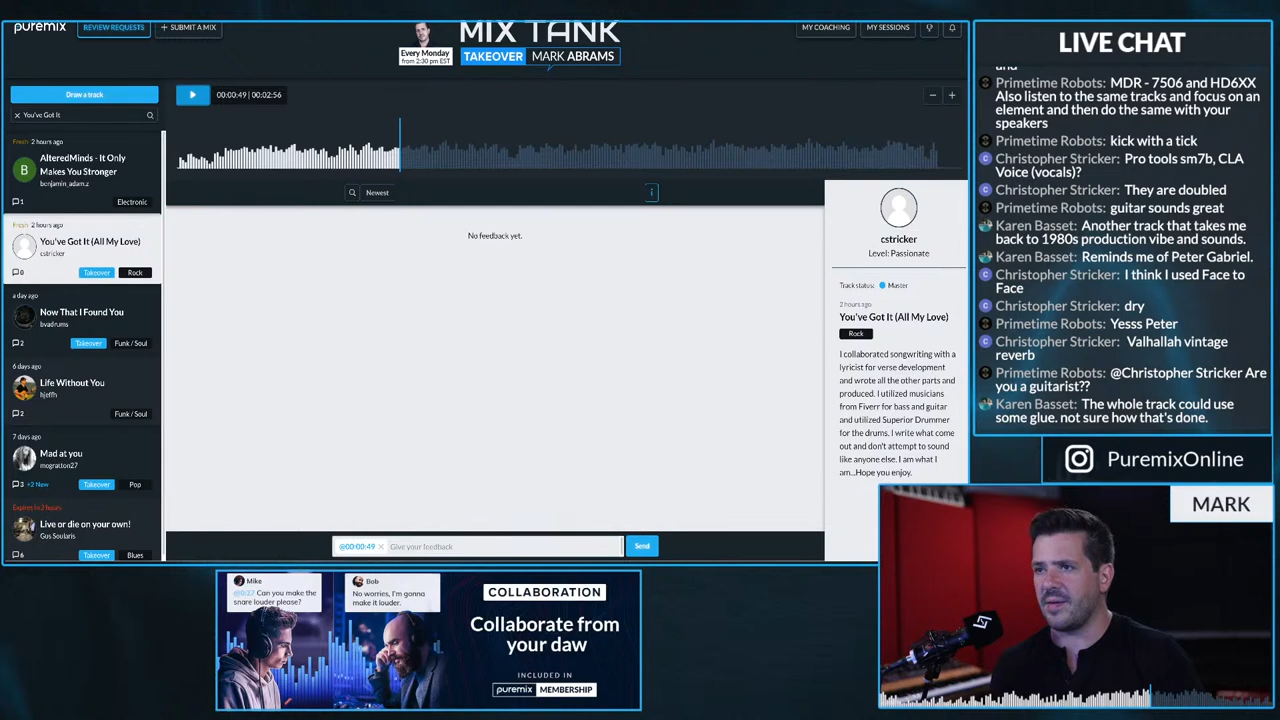 puremix
REVIEW REQUESTS
+ SUBMIT A MIX
Every Monday
from 2:30 pm EST
MIX TANK
TAKEOVER MARK ABRAMS
MY COACHING
MY SESSIONS
Draw a track
× You've Got It
00:00:49 | 00:02:56
Fresh 2 hours ago
B
AlteredMinds - It Only
Makes You Stronger
benjamin_adam.z
1
Electronic
Fresh 2 hours ago
You've Got It (All My Love)
cstricker
0
Takeover
Rock
a day ago
Now That I Found You
bvadrums
2
Takeover
Funk / Soul
6 days ago
Life Without You
hjeffh
2
Funk / Soul
7 days ago
Mad at you
mogratton27
3 +2 New
Takeover
Pop
Expires in 2 hours
Live or die on your own!
Gus Soularis
6
Takeover
Blues
Newest
i
No feedback yet.
@00:00:49 × Give your feedback
Send
cstricker
Level: Passionate
Track status: Master
2 hours ago
You've Got It (All My Love)
Rock
I collaborated songwriting with a
lyricist for verse development
and wrote all the other parts and
produced. I utilized musicians
from Fiverr for bass and guitar
and utilized Superior Drummer
for the drums. I write what come
out and don't attempt to sound
like anyone else. I am what I
am...Hope you enjoy.
LIVE CHAT
and
Primetime Robots: MDR - 7506 and HD6XX
Also listen to the same tracks and focus on an
element and then do the same with your
speakers
Primetime Robots: kick with a tick
C Christopher Stricker: Pro tools sm7b, CLA
Voice (vocals)?
C Christopher Stricker: They are doubled
Primetime Robots: guitar sounds great
Karen Basset: Another track that takes me
back to 1980s production vibe and sounds.
Karen Basset: Reminds me of Peter Gabriel.
C Christopher Stricker: I think I used Face to
Face
C Christopher Stricker: dry
Primetime Robots: Yesss Peter
C Christopher Stricker: Valhallah vintage
reverb
Primetime Robots: @Christopher Stricker Are
you a guitarist??
Karen Basset: The whole track could use
some glue. not sure how that's done.
PuremixOnline
MARK
Mike
@0:27 Can you make the
snare louder please?
Bob
No worries, I'm gonna
make it louder.
COLLABORATION
Collaborate from
your daw
INCLUDED IN
puremix MEMBERSHIP